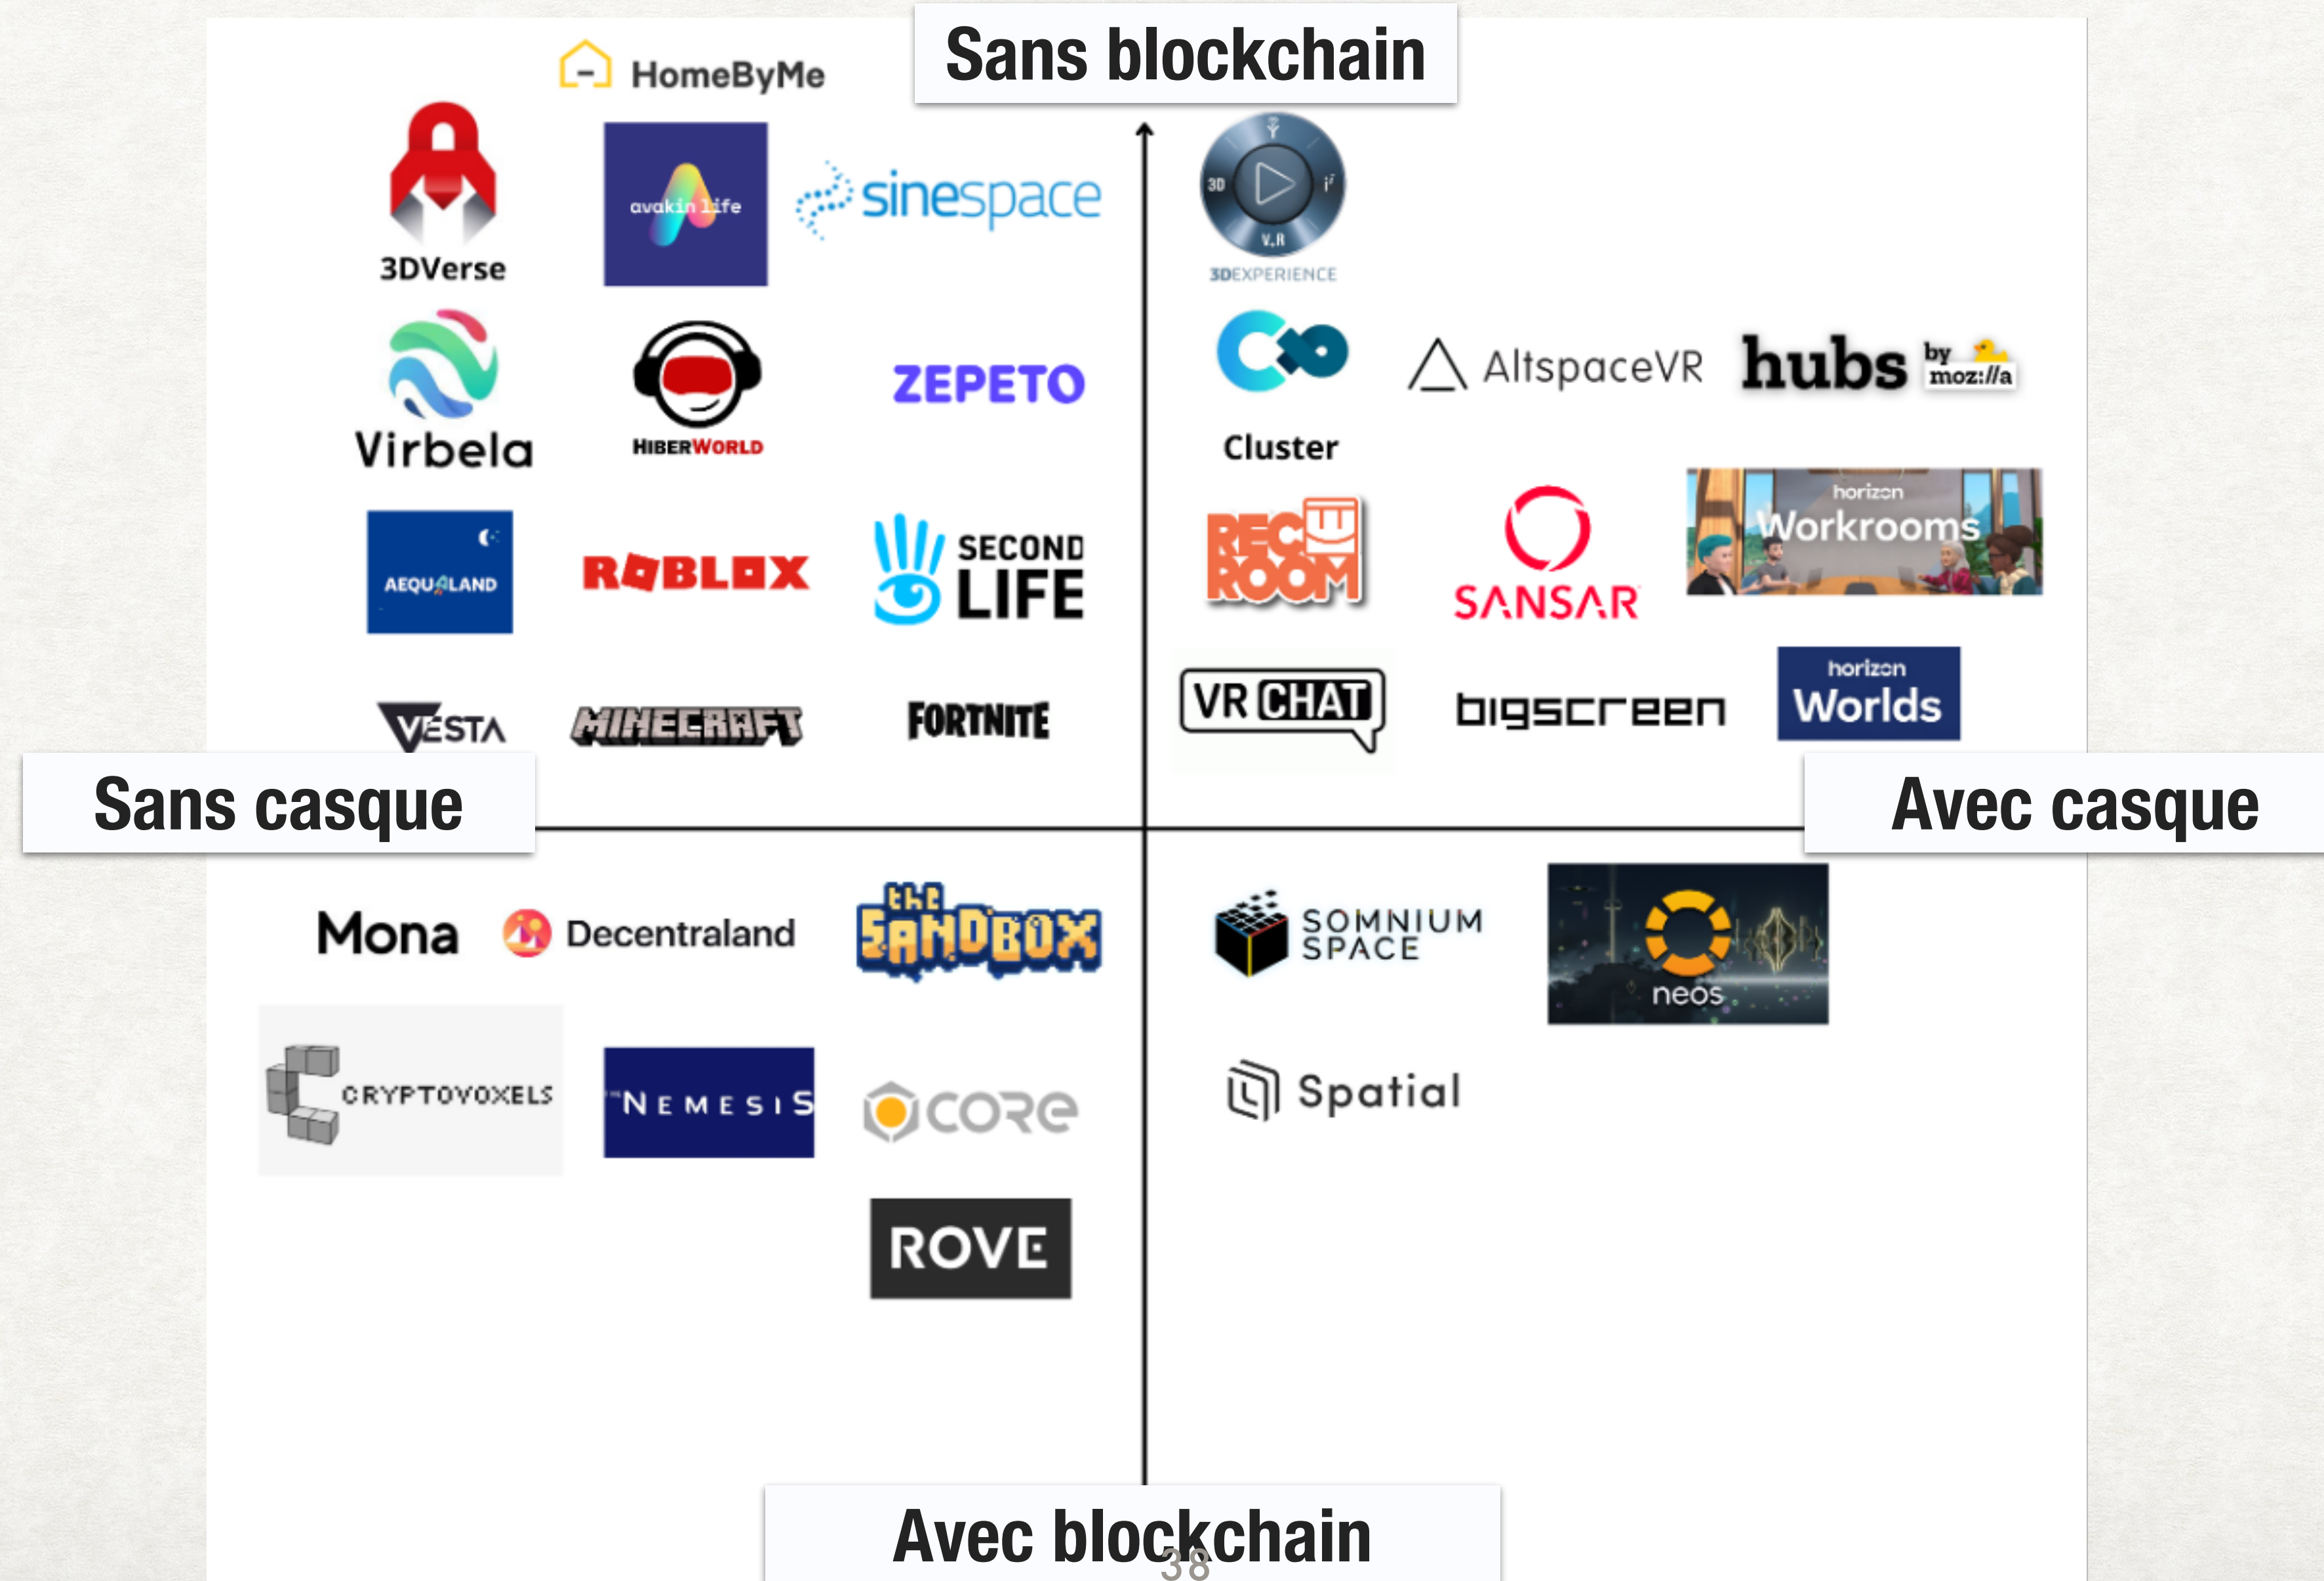 Sans blockchain
HomeByMe
3DVerse
avakin life
sinespace
3D
V,R
3DEXPERIENCE
Virbela
HIBERWORLD
ZEPETO
Cluster
AltspaceVR
hubs by moz://a
AEQUALAND
ROBLOX
SECOND
LIFE
REC
ROOM
SANSAR
horizon
Workrooms
VESTA
MINECRAFT
FORTNITE
VR CHAT
bigscreen
horizon
Worlds
Sans casque
Avec casque
Mona
Decentraland
the
SANDBOX
SOMNIUM
SPACE
neos
CRYPTOVOXELS
THE NEMESIS
CORE
Spatial
ROVE
Avec blockchain
38